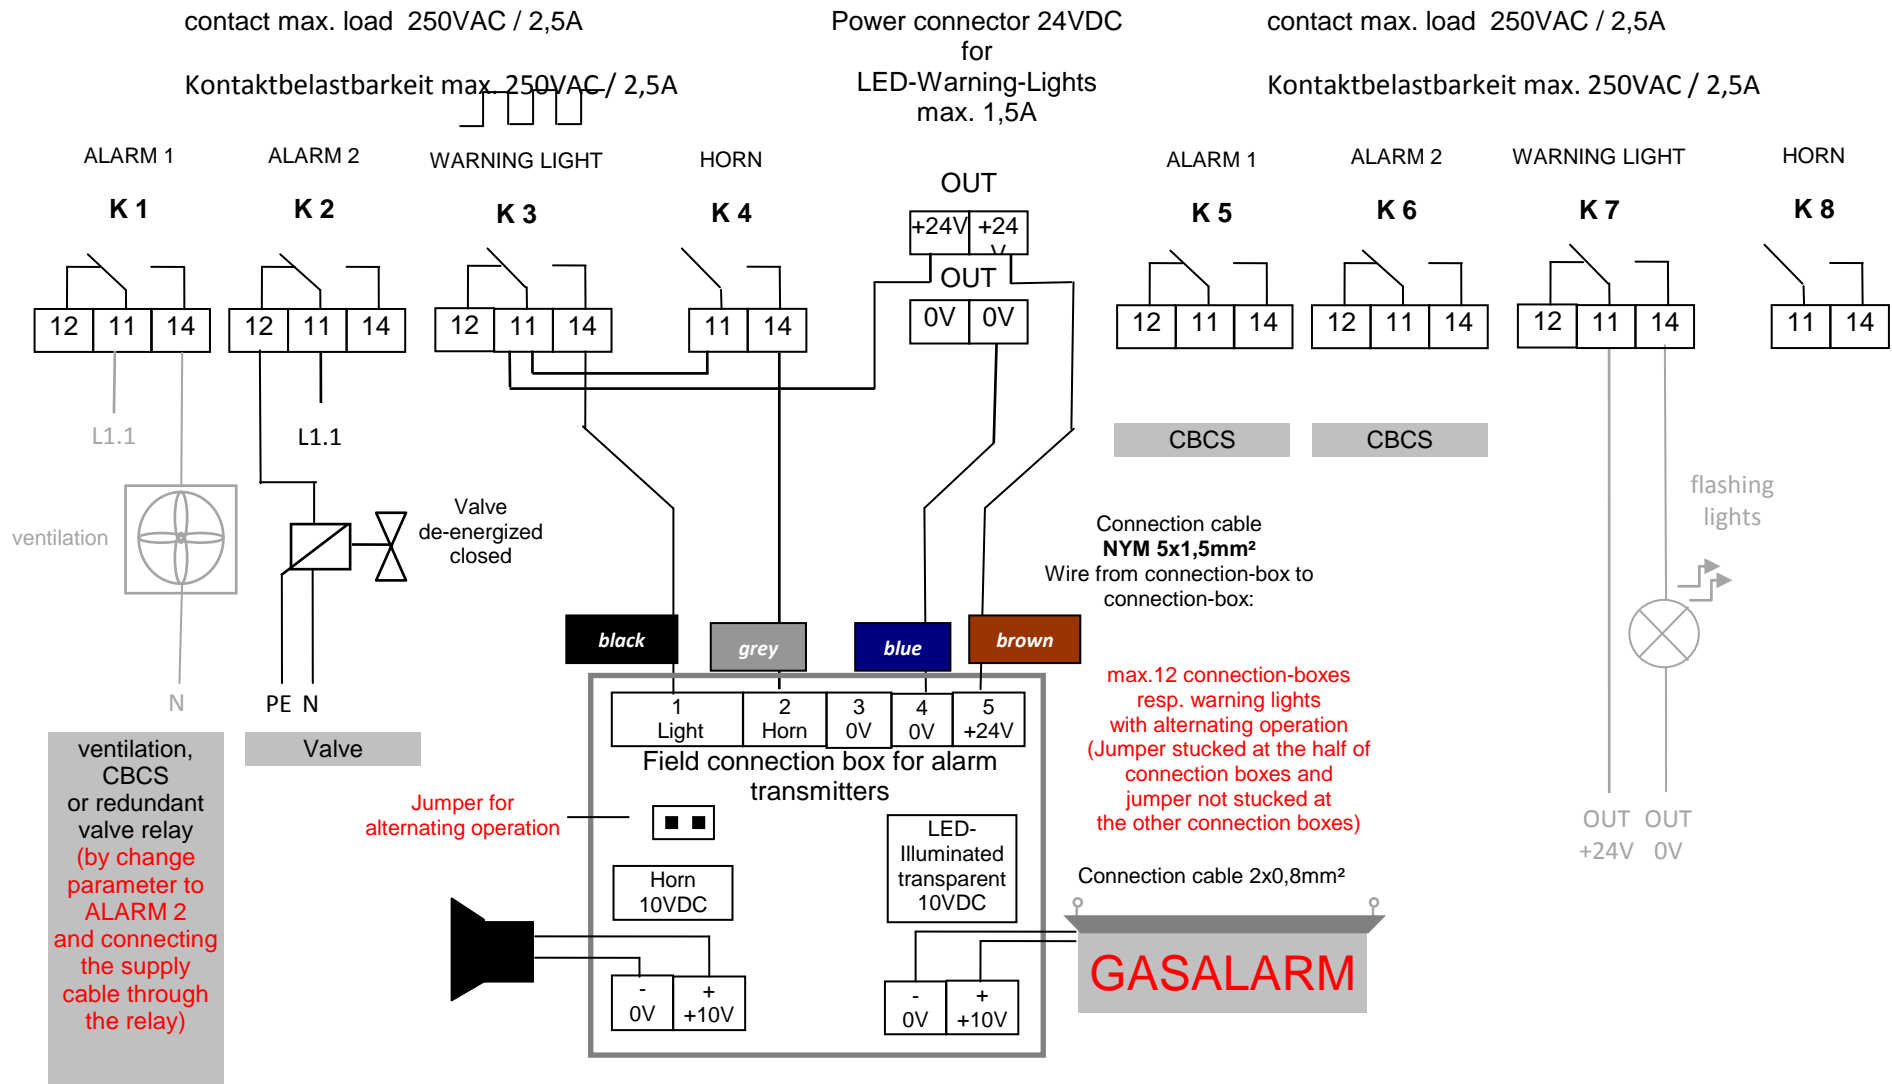 contact max. load 250VAC / 2,5A
Kontaktbelastbarkeit max. 250VAC / 2,5A
Power connector 24VDC
for
LED-Warning-Lights
max. 1,5A
contact max. load 250VAC / 2,5A
Kontaktbelastbarkeit max. 250VAC / 2,5A
ALARM 1
ALARM 2
WARNING LIGHT
HORN
ALARM 1
ALARM 2
WARNING LIGHT
HORN
K 1
K 2
K 3
K 4
OUT
K 5
K 6
K 7
K 8
+24V
+24
V
OUT
12 11 14
12 11 14
12 11 14
11 14
0V 0V
12 11 14
12 11 14
12 11 14
11 14
L1.1
L1.1
CBCS
CBCS
ventilation
Valve
de-energized
closed
Connection cable
NYM 5x1,5mm²
Wire from connection-box to
connection-box:
flashing
lights
black
grey
blue
brown
N
PE N
max.12 connection-boxes
resp. warning lights
with alternating operation
(Jumper stucked at the half of
connection boxes and
jumper not stucked at
the other connection boxes)
1
Light
2
Horn
3
0V
4
0V
5
+24V
ventilation,
CBCS
or redundant
valve relay
(by change
parameter to
ALARM 2
and connecting
the supply
cable through
the relay)
Valve
Field connection box for alarm
transmitters
Jumper for
alternating operation
LED-
Illuminated
transparent
10VDC
Horn
10VDC
OUT
+24V
OUT
0V
Connection cable 2x0,8mm²
GASALARM
-
0V
+
+10V
-
0V
+
+10V